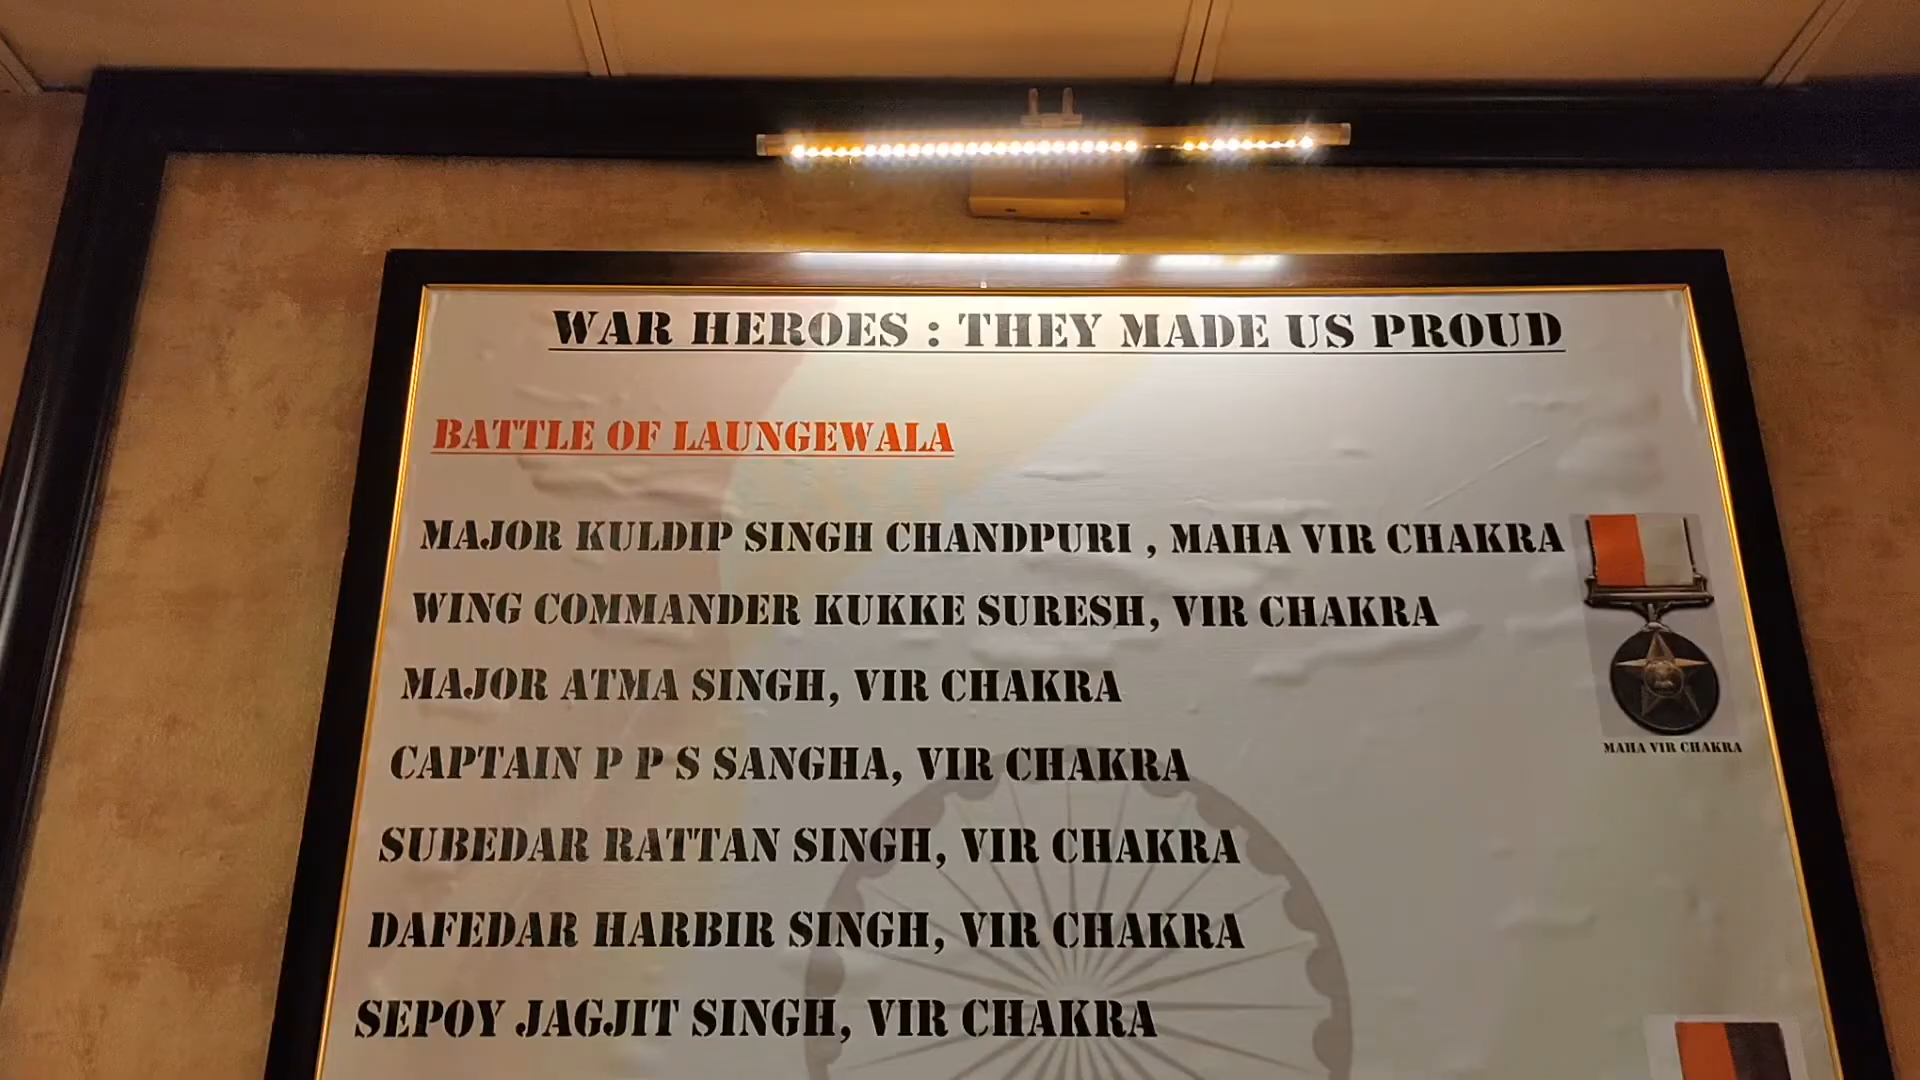 WAR HEROES : THEY MADE US PROUD
BATTLE OF LAUNGEWALA
MAJOR KULDIP SINGH CHANDPURI , MAHA VIR CHAKRA
WING COMMANDER KUKKE SURESH, VIR CHAKRA
MAJOR ATMA SINGH, VIR CHAKRA
MAHA VIR CHAKRA
CAPTAIN P P S SANGHA, VIR CHAKRA
SUBEDAR RATTAN SINGH, VIR CHAKRA
DAFEDAR HARBIR SINGH, VIR CHAKRA
SEPOY JAGJIT SINGH, VIR CHAKRA